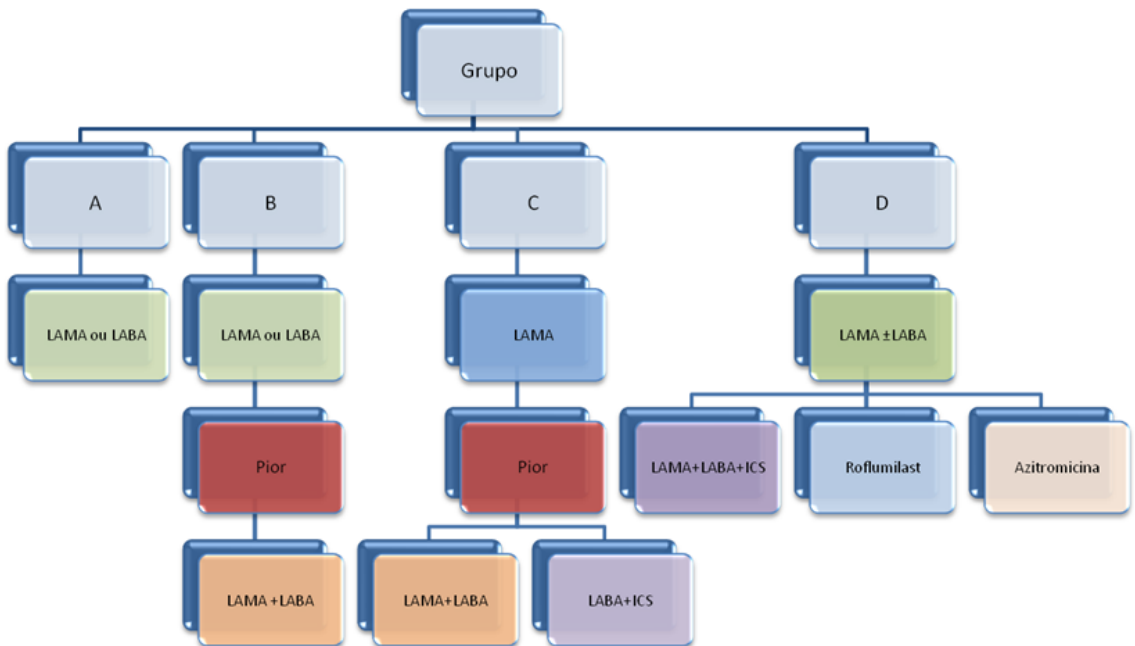 Grupo
A
B
C
D
LAMA ou LABA
LAMA ou LABA
LAMA
LAMA ±LABA
Pior
Pior
LAMA+LABA+ICS
Roflumilast
Azitromicina
LAMA +LABA
LAMA+LABA
LABA+ICS